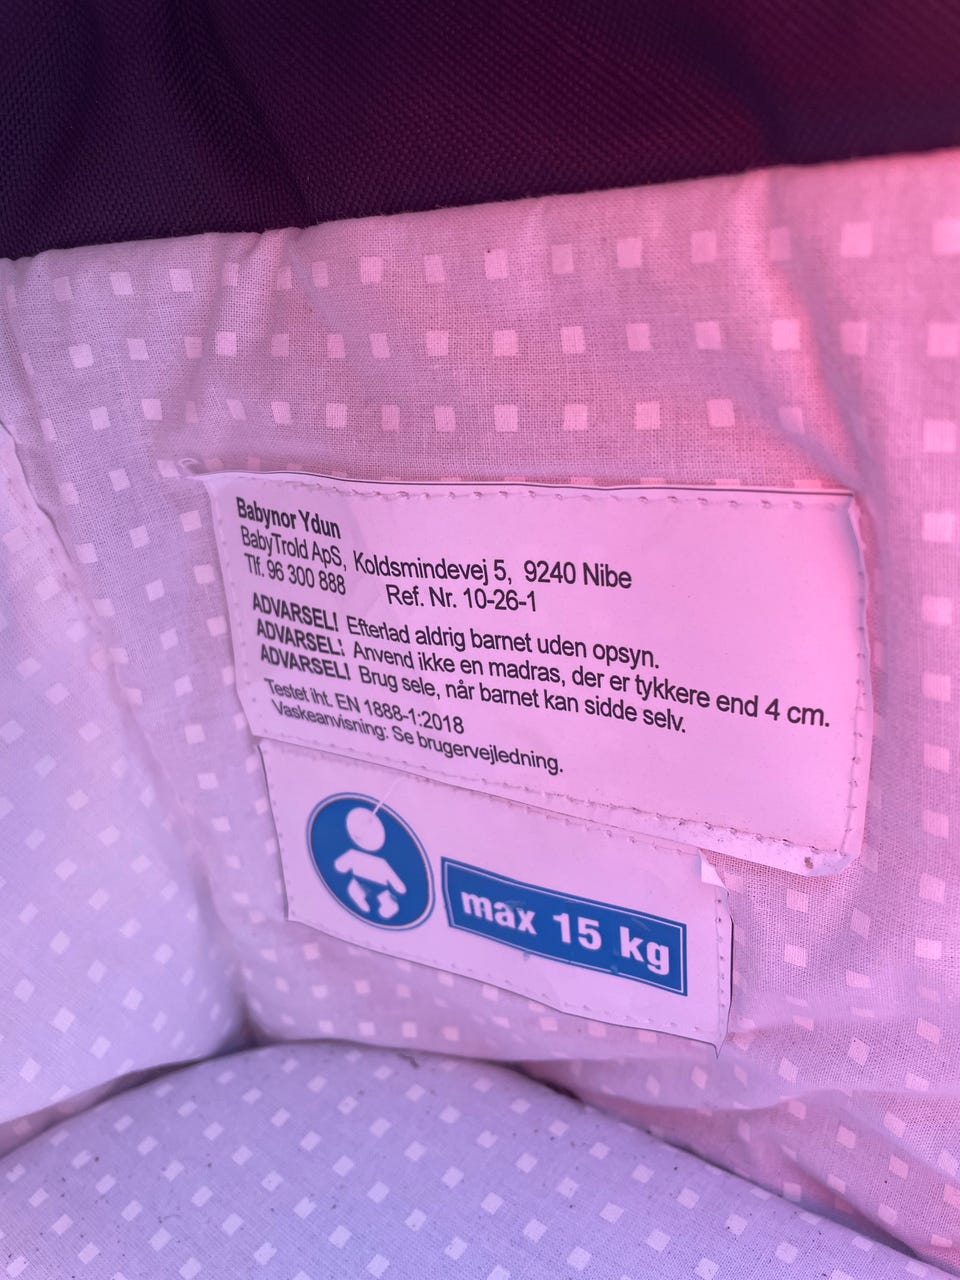 Babynor Ydun
BabyTrold ApS, Koldsmindevej 5, 9240 Nibe
Tlf. 96 300 888 Ref. Nr. 10-26-1
ADVARSEL! Efterlad aldrig barnet uden opsyn.
ADVARSEL! Anvend ikke en madras, der er tykkere end 4 cm.
ADVARSEL! Brug sele, når barnet kan sidde selv.
Testet iht. EN 1888-1:2018
Vaskeanvisning: Se brugervejledning.
max 15 kg